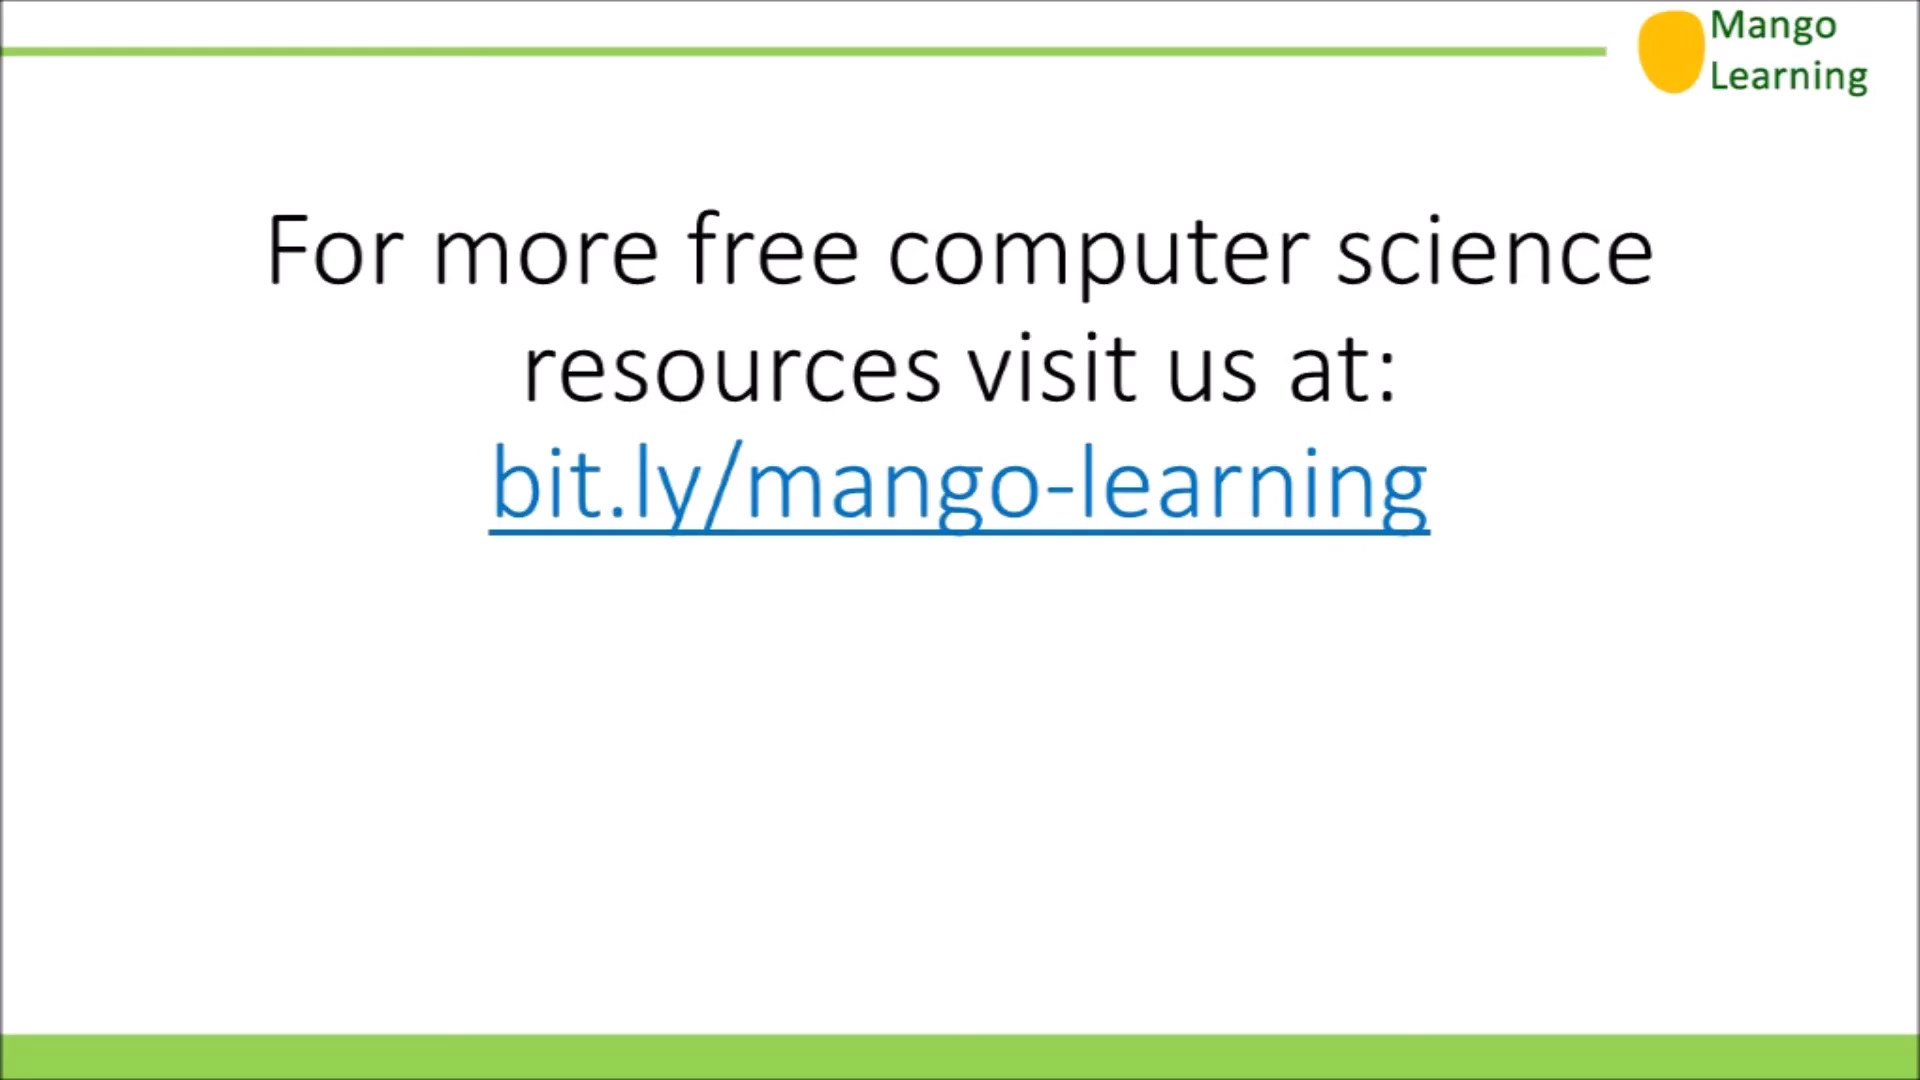 Mango
Learning
For more free computer science
resources visit us at:
bit.ly/mango-learning